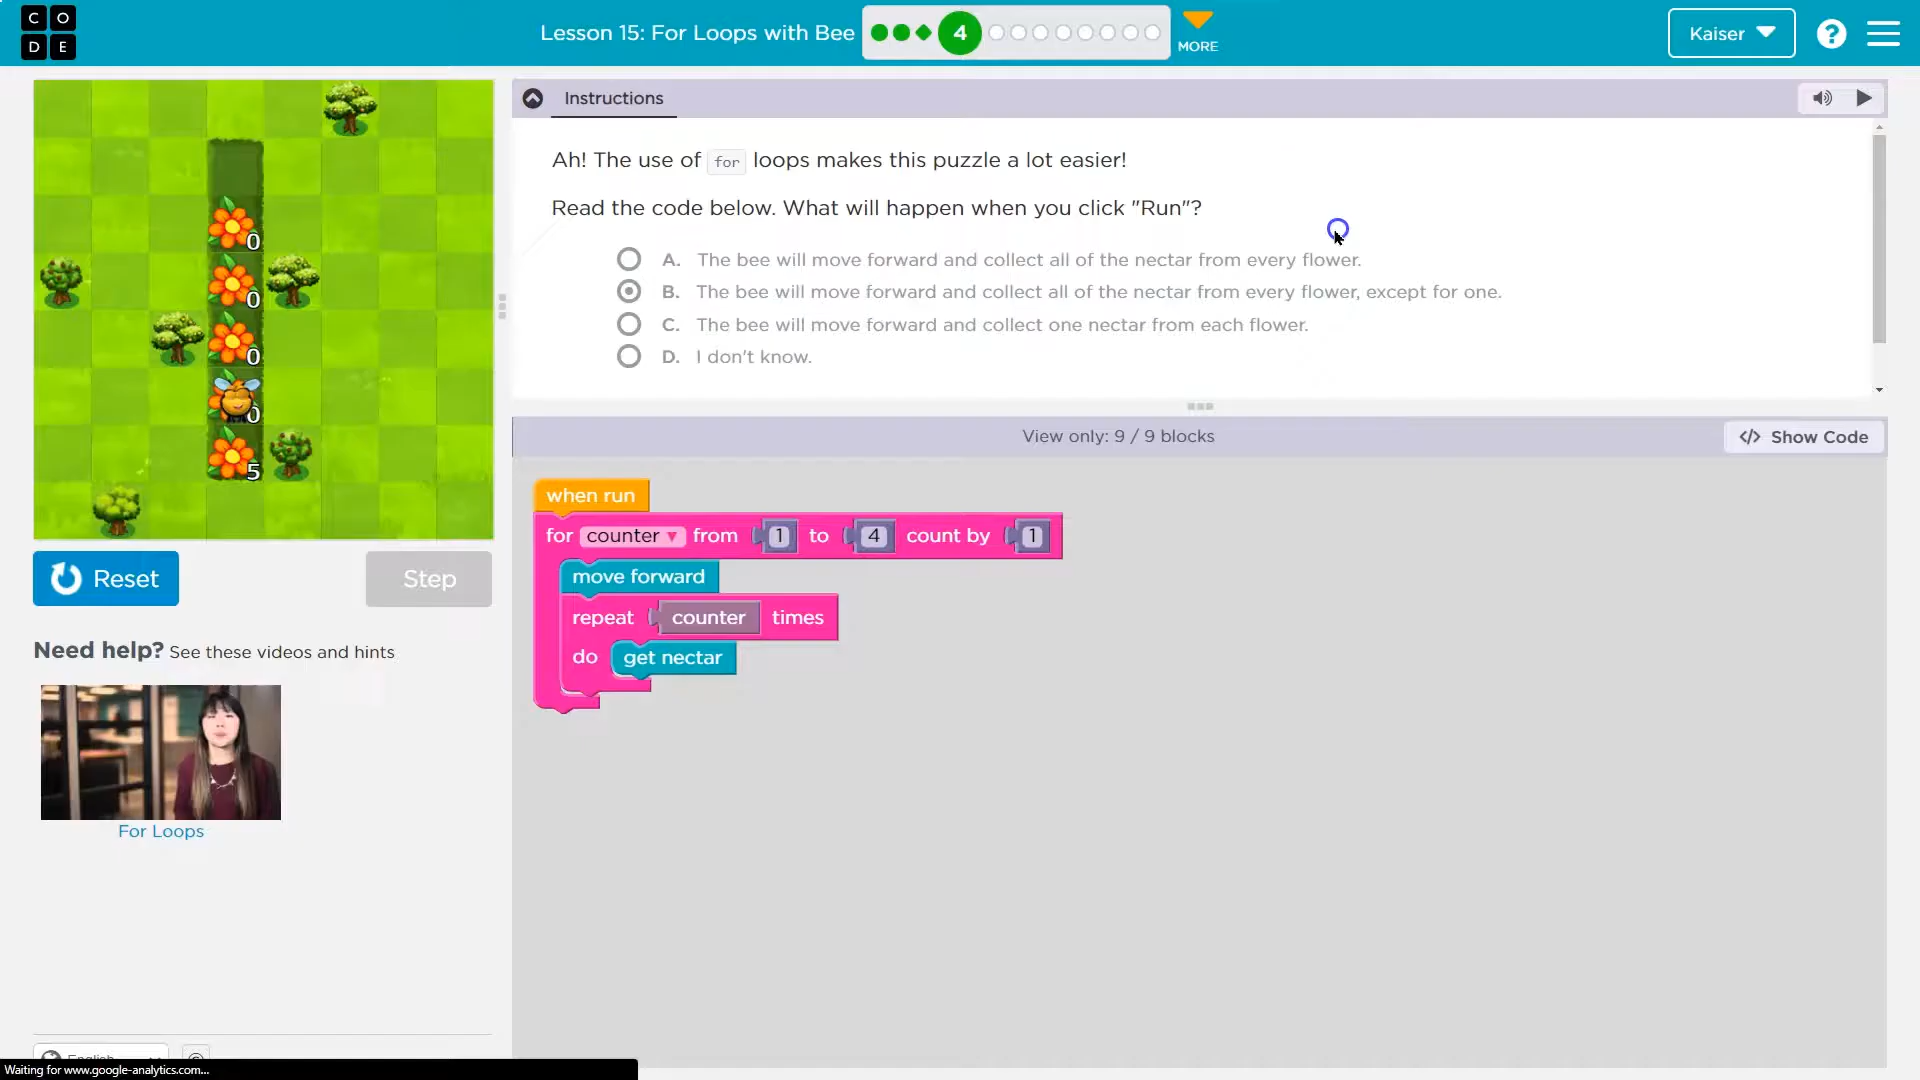 C O
D E
Lesson 15: For Loops with Bee
4
MORE
Kaiser
?
Instructions
Ah! The use of for loops makes this puzzle a lot easier!
Read the code below. What will happen when you click "Run"?
A. The bee will move forward and collect all of the nectar from every flower.
B. The bee will move forward and collect all of the nectar from every flower, except for one.
C. The bee will move forward and collect one nectar from each flower.
D. I don't know.
0
0
0
0
5
Reset
Step
Need help? See these videos and hints
For Loops
View only: 9 / 9 blocks
</> Show Code
when run
for counter ▼ from 1 to 4 count by 1
move forward
repeat counter times
do get nectar
English
Waiting for www.google-analytics.com...